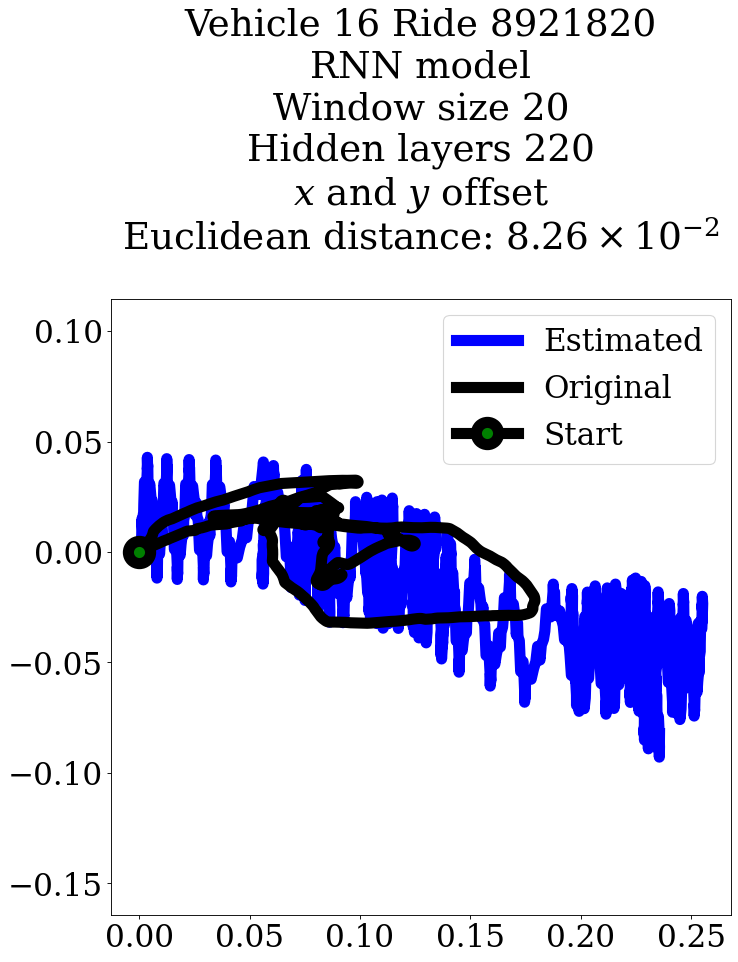 Vehicle 16 Ride 8921820
RNN model
Window size 20
Hidden layers 220
x and y offset
Euclidean distance: 8.26 × 10⁻²
Estimated
Original
Start
0.10
0.05
0.00
−0.05
−0.10
−0.15
0.00 0.05 0.10 0.15 0.20 0.25